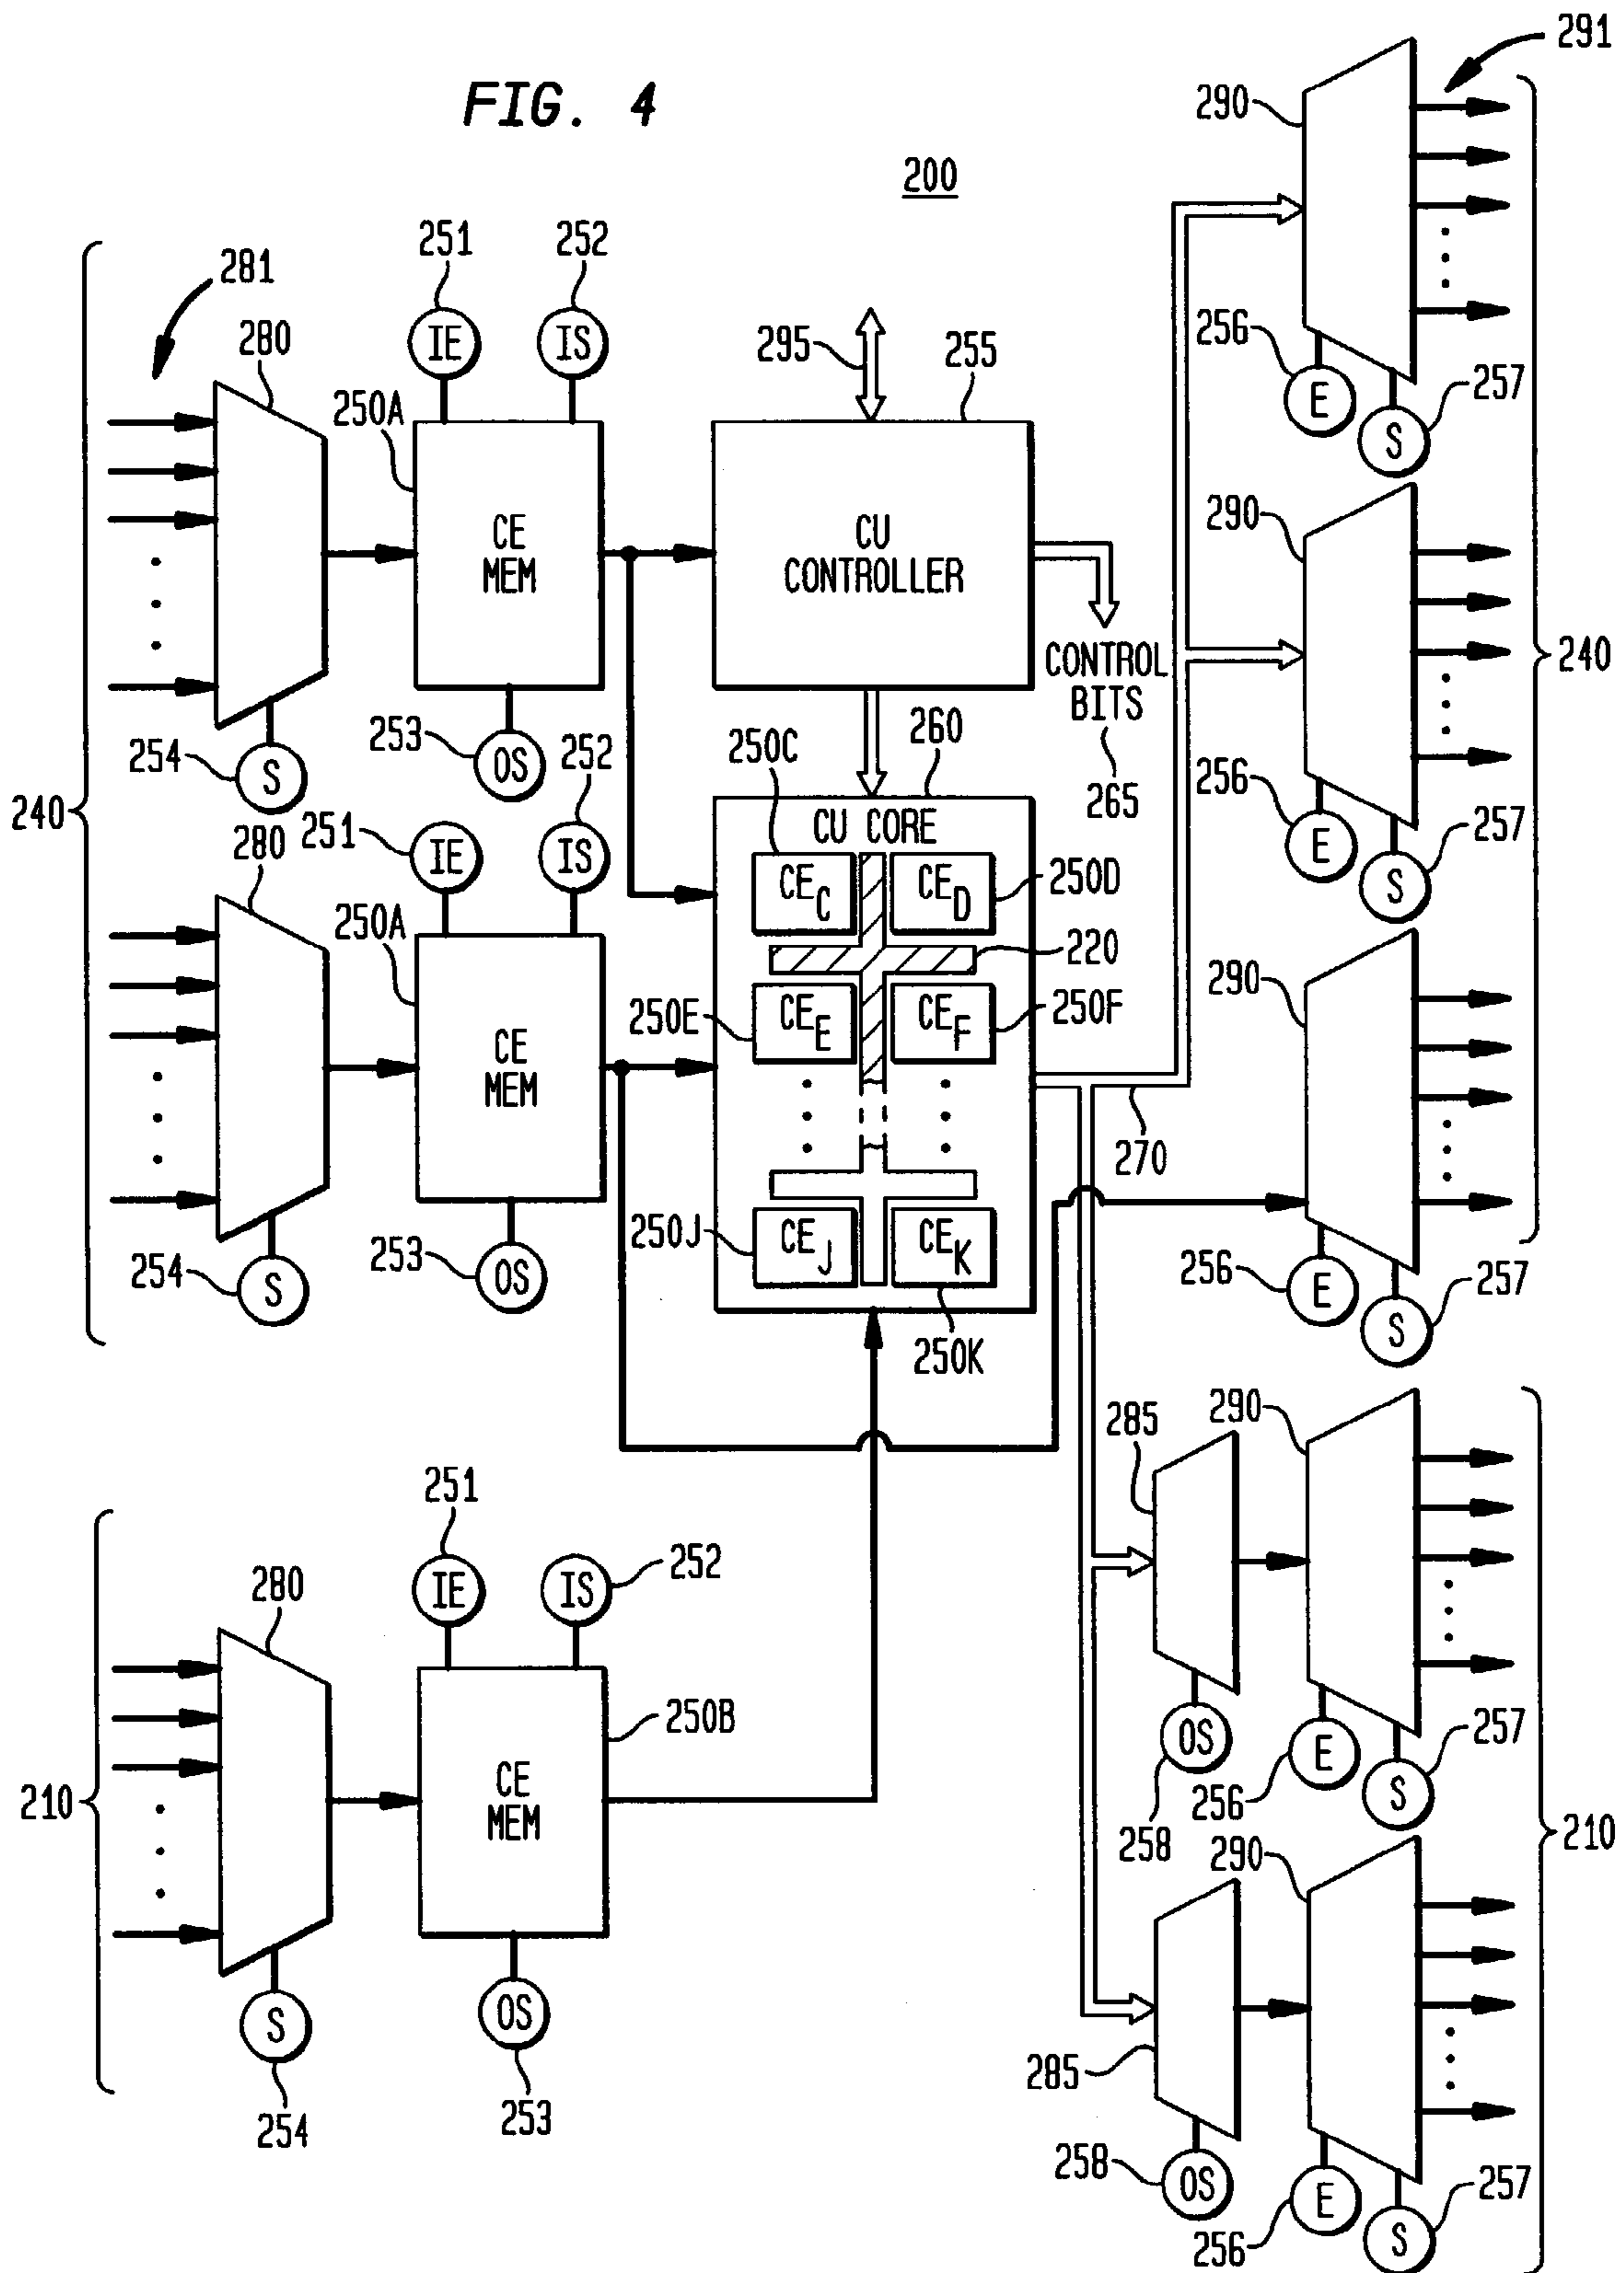 FIG. 4
291
290
200
251
252
281
280
295
255
256
257
250A
IE
IS
E
S
CE
MEM
CU
CONTROLLER
290
240
CONTROL
BITS
265
253
OS
254
S
250C
260
252
240
280
251
IE
IS
256
257
E
S
CU CORE
CE C
CE D
250D
250A
220
290
250E
CE E
CE F
250F
CE
MEM
270
250J
CE J
CE K
253
OS
254
S
256
257
E
S
250K
285
290
251
252
280
IE
IS
250B
CE
MEM
210
OS
258
256
257
E
S
290
210
S
254
OS
253
285
258
OS
256
257
E
S